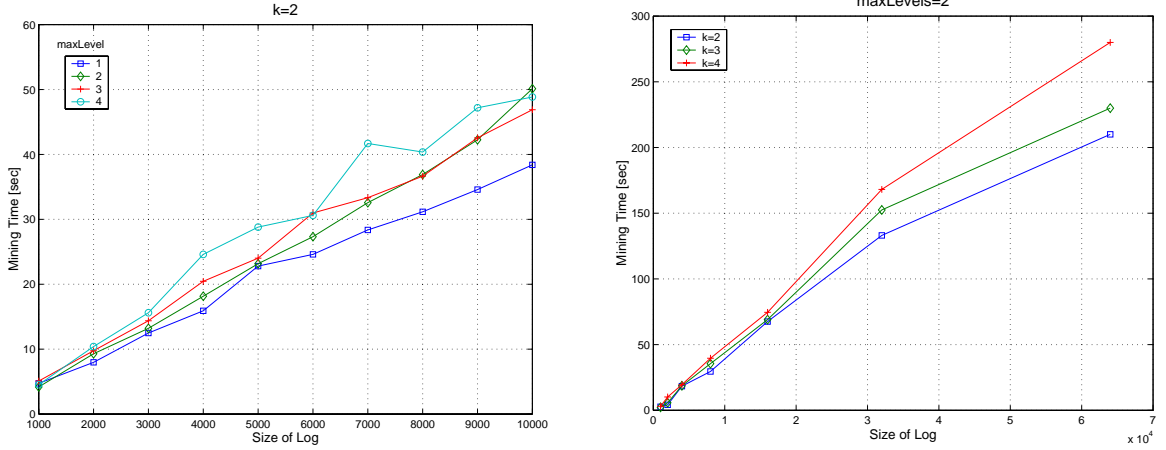 k=2
maxLevel
1
2
3
4
60
50
40
30
20
10
0
Mining Time [sec]
1000 2000 3000 4000 5000 6000 7000 8000 9000 10000
Size of Log
maxLevels=2
k=2
k=3
k=4
300
250
200
150
100
50
0
Mining Time [sec]
0 1 2 3 4 5 6 7
Size of Log
x 10^4